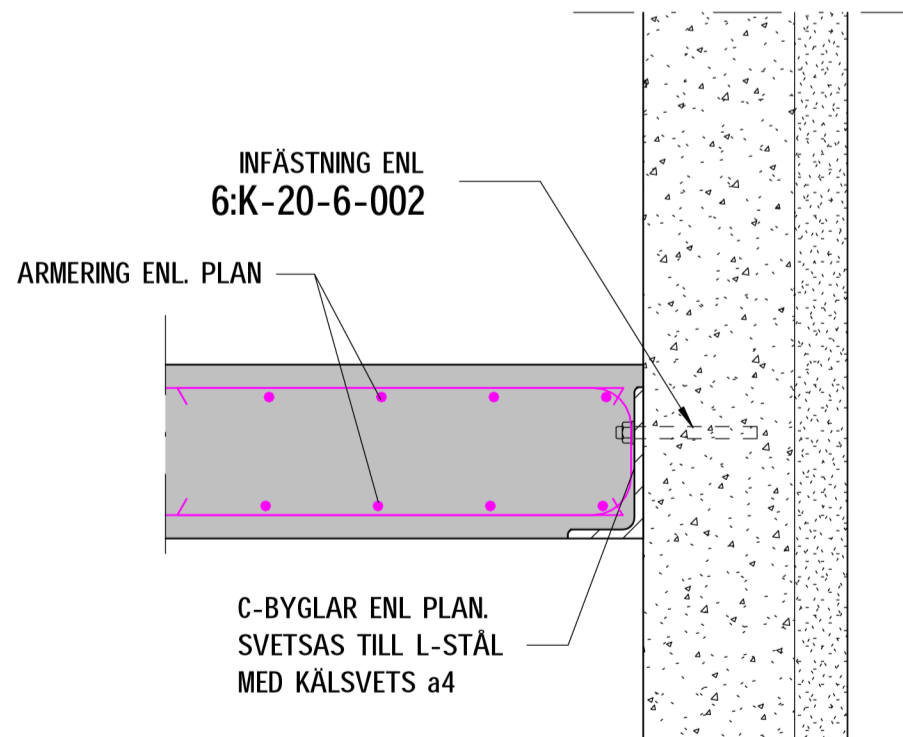 INFÄSTNING ENL
6:K-20-6-002
ARMERING ENL. PLAN
C-BYGLAR ENL PLAN.
SVETSAS TILL L-STÅL
MED KÄLSVETS a4